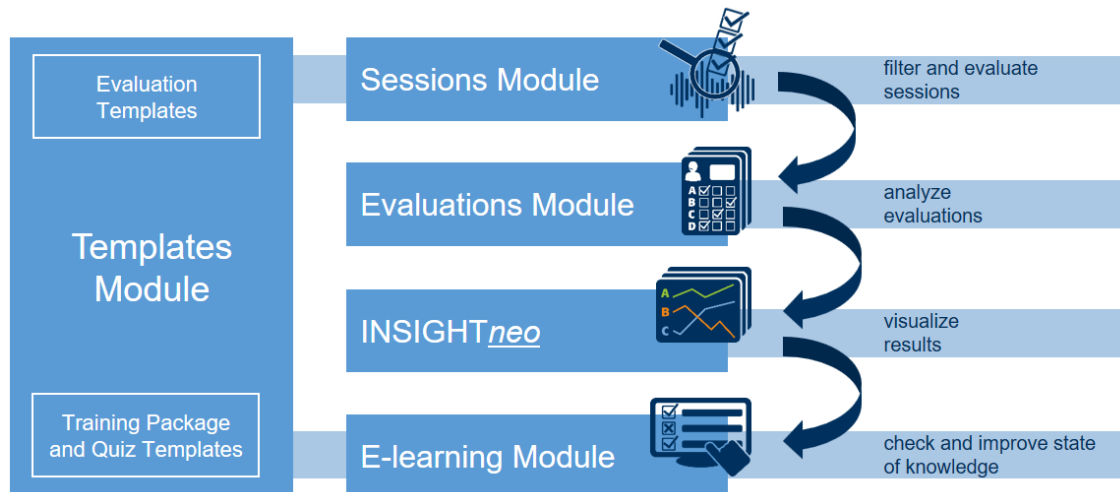 Evaluation
Templates
Templates
Module
Training Package
and Quiz Templates
Sessions Module
filter and evaluate
sessions
Evaluations Module
A
B
C
D
analyze
evaluations
INSIGHTneo
A
B
C
visualize
results
E-learning Module
check and improve state
of knowledge